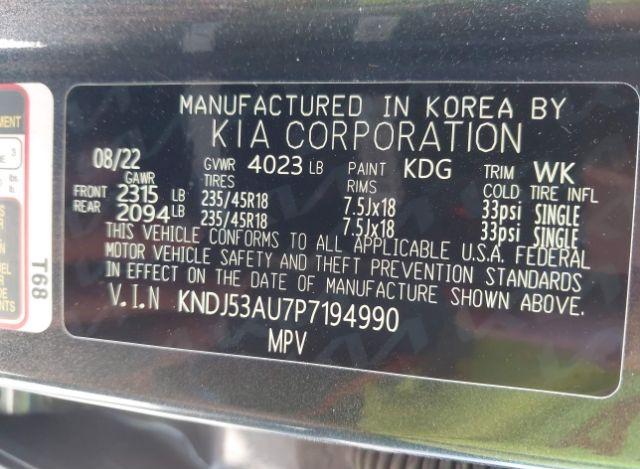 MANUFACTURED IN KOREA BY
KIA CORPORATION
08/22 GVWR 4023 LB PAINT KDG TRIM WK
GAWR TIRES RIMS COLD TIRE INFL
FRONT 2315 LB 235/45R18 7.5Jx18 33psi SINGLE
REAR 2094 LB 235/45R18 7.5Jx18 33psi SINGLE
THIS VEHICLE CONFORMS TO ALL APPLICABLE U.S.A. FEDERAL
MOTOR VEHICLE SAFETY AND THEFT PREVENTION STANDARDS
IN EFFECT ON THE DATE OF MANUFACTURE SHOWN ABOVE.
V.I.N KNDJ53AU7P7194990
MPV
T68